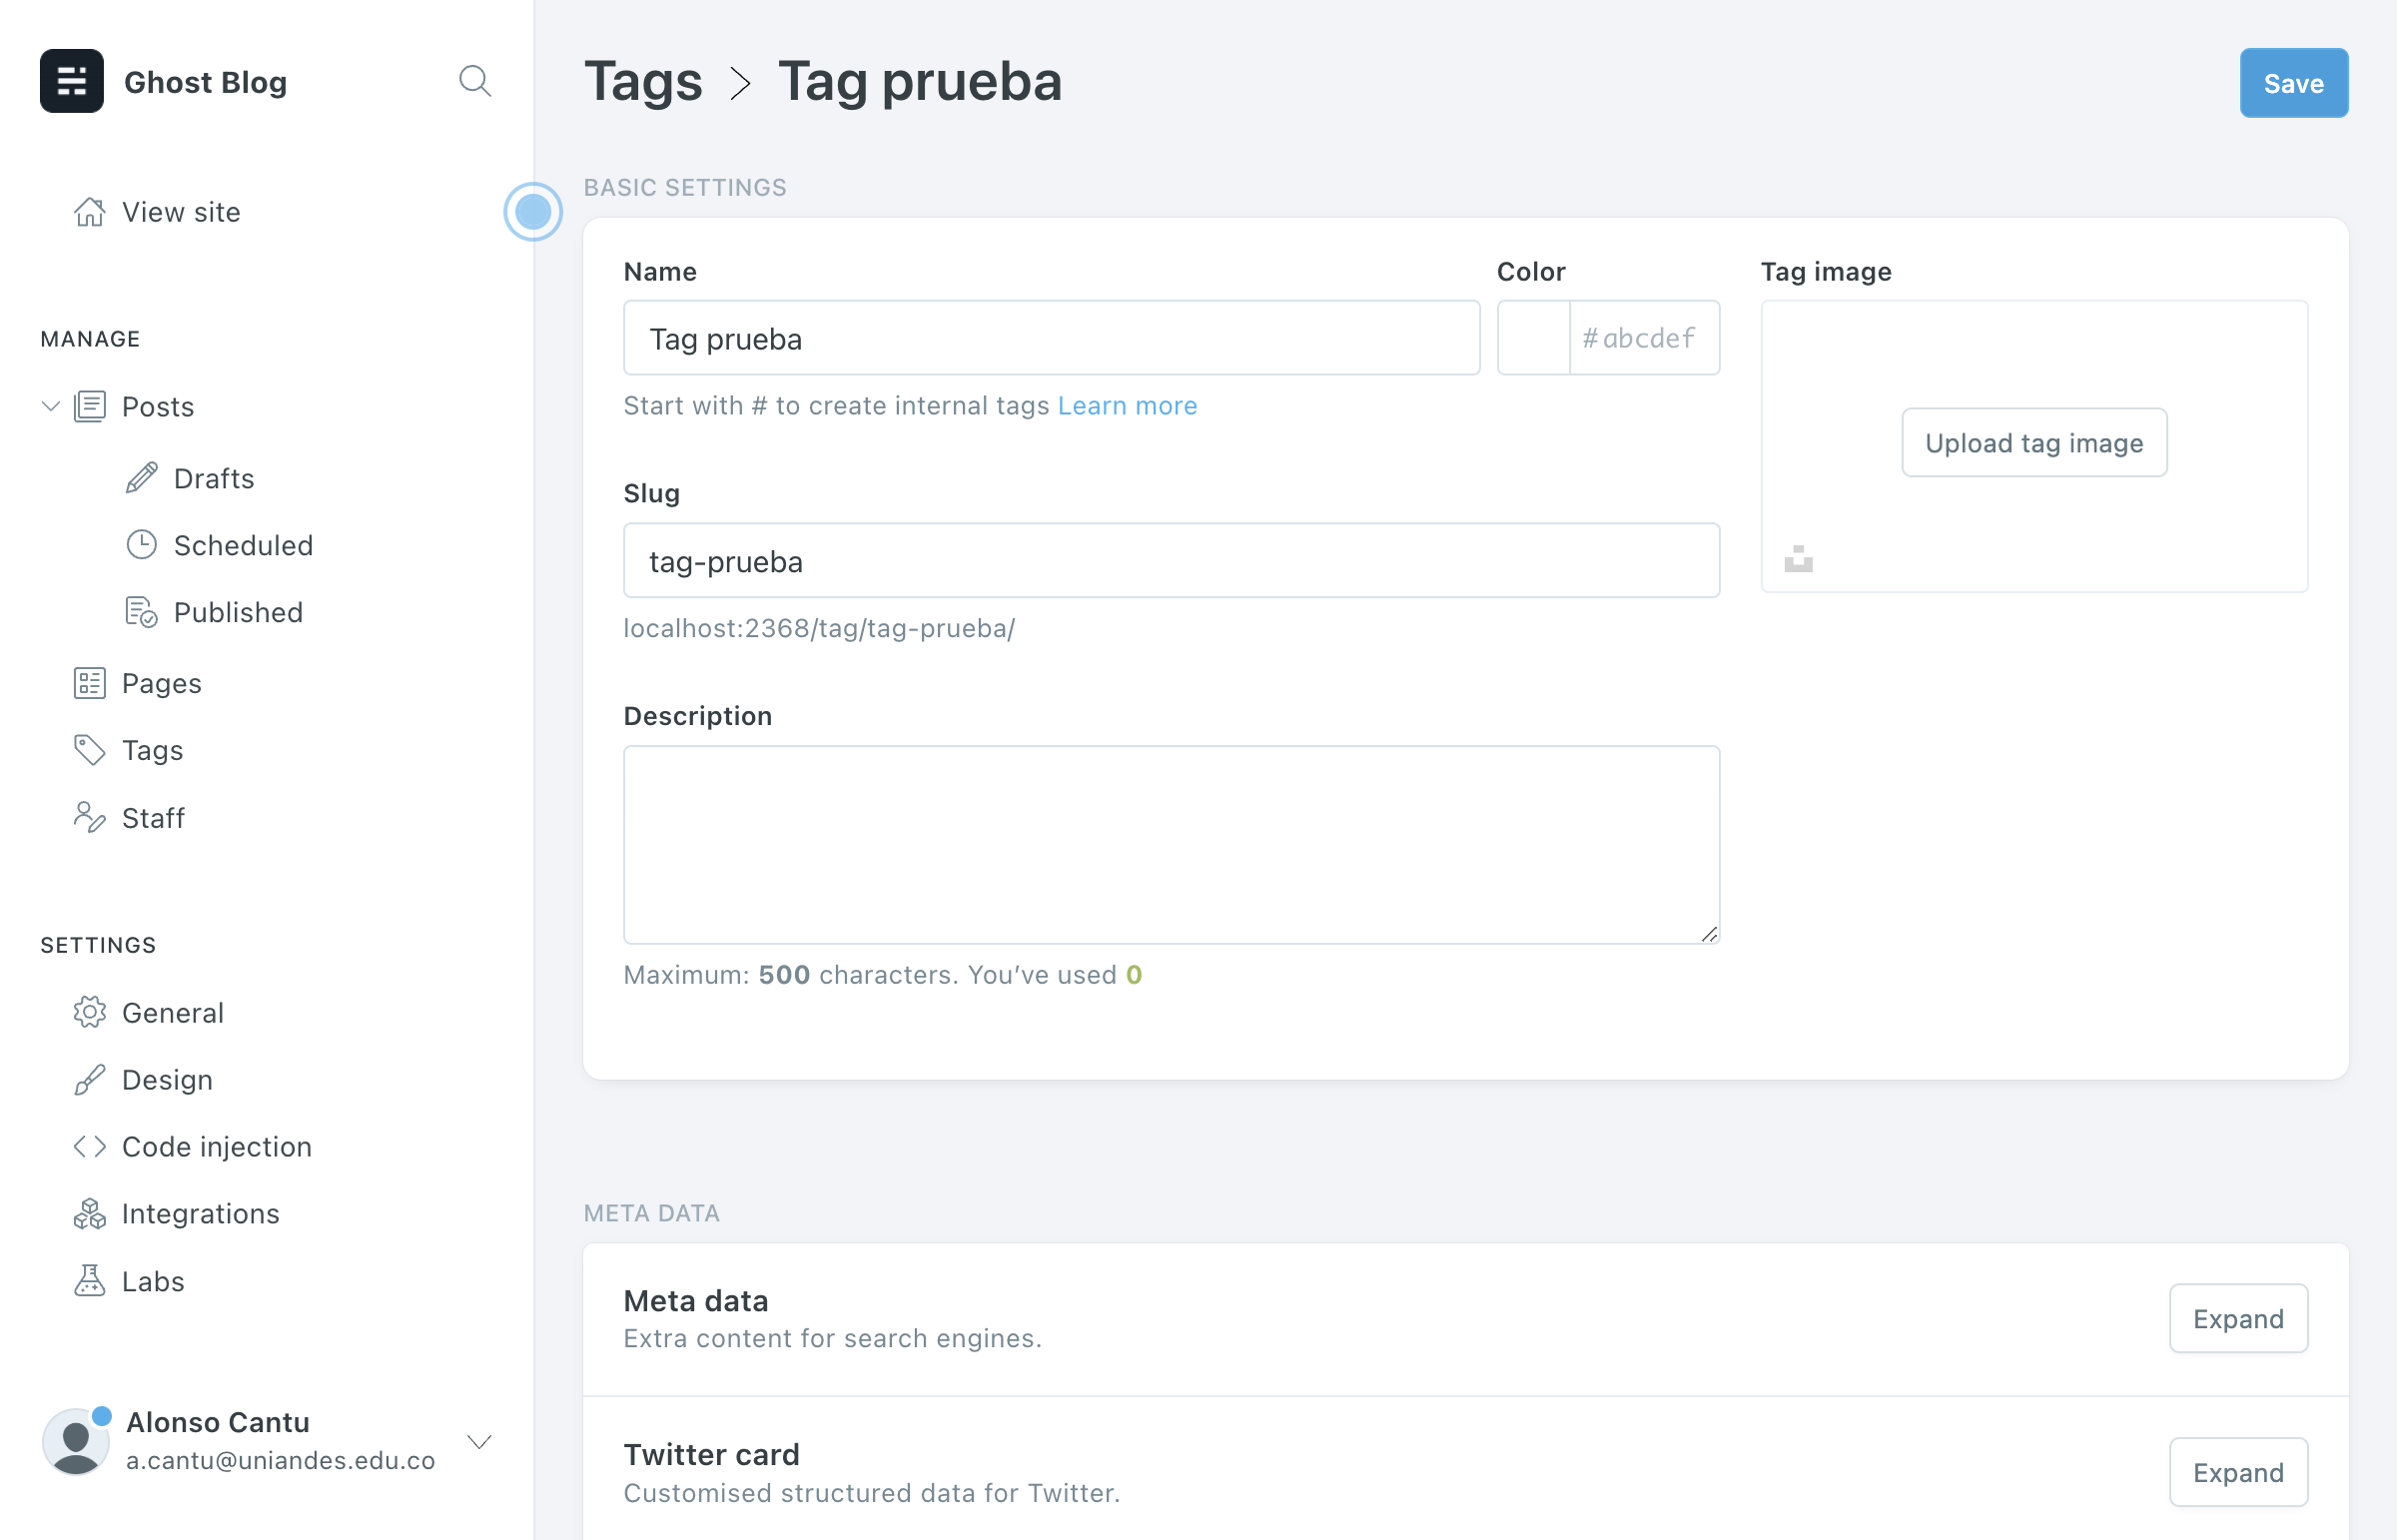 Ghost Blog
View site
MANAGE
Posts
Drafts
Scheduled
Published
Pages
Tags
Staff
SETTINGS
General
Design
Code injection
Integrations
Labs
Alonso Cantu
a.cantu@uniandes.edu.co
Tags > Tag prueba
Save
BASIC SETTINGS
Name
Tag prueba
Start with # to create internal tags Learn more
Color
#abcdef
Tag image
Upload tag image
Slug
tag-prueba
localhost:2368/tag/tag-prueba/
Description
Maximum: 500 characters. You’ve used 0
META DATA
Meta data
Extra content for search engines.
Expand
Twitter card
Customised structured data for Twitter.
Expand